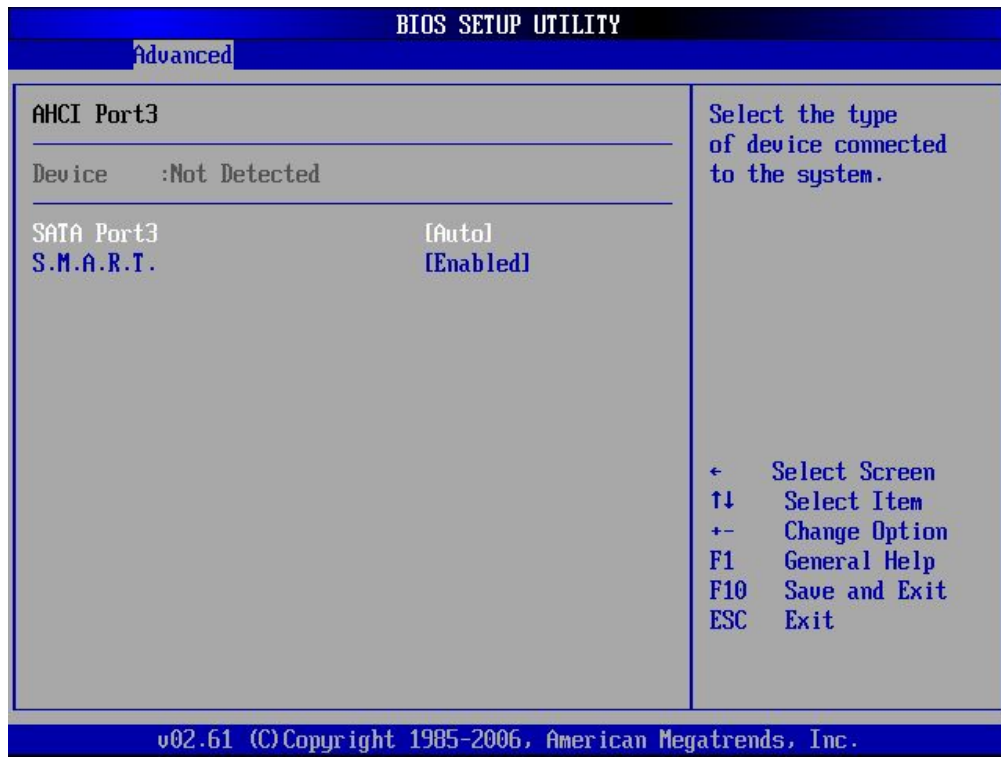 BIOS SETUP UTILITY
Advanced
AHCI Port3
Device :Not Detected
SATA Port3 [Auto]
S.M.A.R.T. [Enabled]
Select the type
of device connected
to the system.
← Select Screen
↑↓ Select Item
+- Change Option
F1 General Help
F10 Save and Exit
ESC Exit
v02.61 (C)Copyright 1985-2006, American Megatrends, Inc.